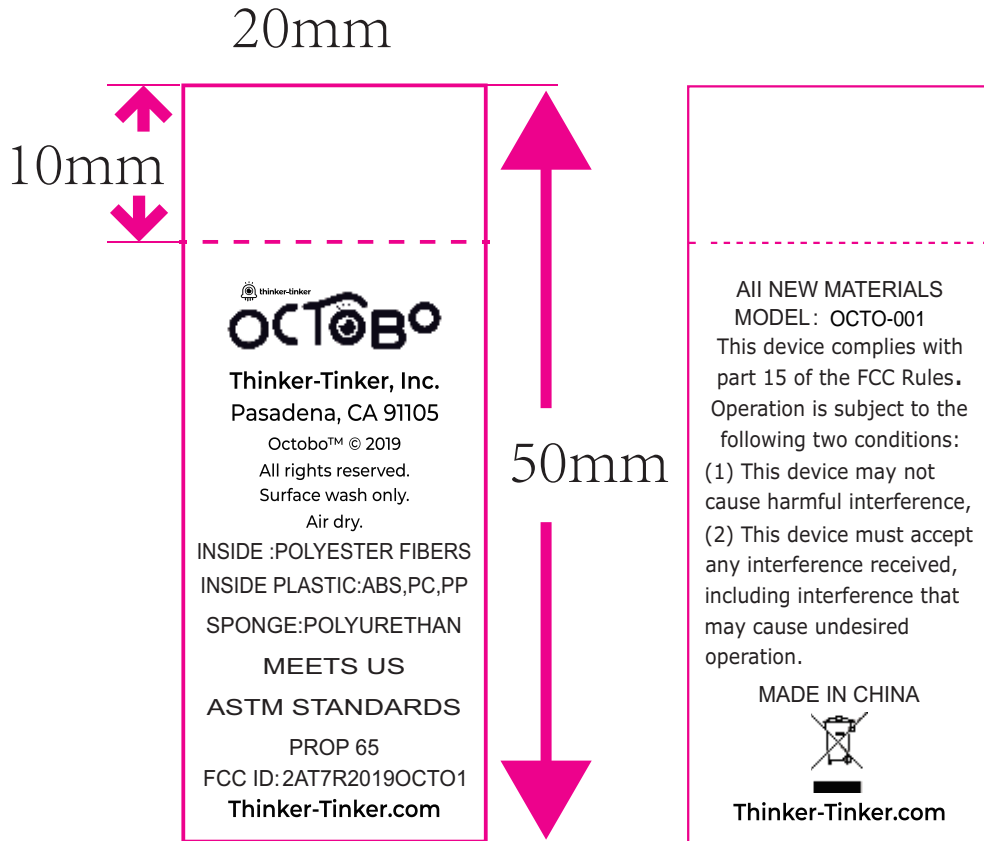 20mm
10mm
50mm
thinker-tinker
OCTOBO
Thinker-Tinker, Inc.
Pasadena, CA 91105
Octobo™ © 2019
All rights reserved.
Surface wash only.
Air dry.
INSIDE :POLYESTER FIBERS
INSIDE PLASTIC:ABS,PC,PP
SPONGE:POLYURETHAN
MEETS US
ASTM STANDARDS
PROP 65
FCC ID:2AT7R2019OCTO1
Thinker-Tinker.com
All NEW MATERIALS
MODEL: OCTO-001
This device complies with
part 15 of the FCC Rules.
Operation is subject to the
following two conditions:
(1) This device may not
cause harmful interference,
(2) This device must accept
any interference received,
including interference that
may cause undesired
operation.
MADE IN CHINA
Thinker-Tinker.com